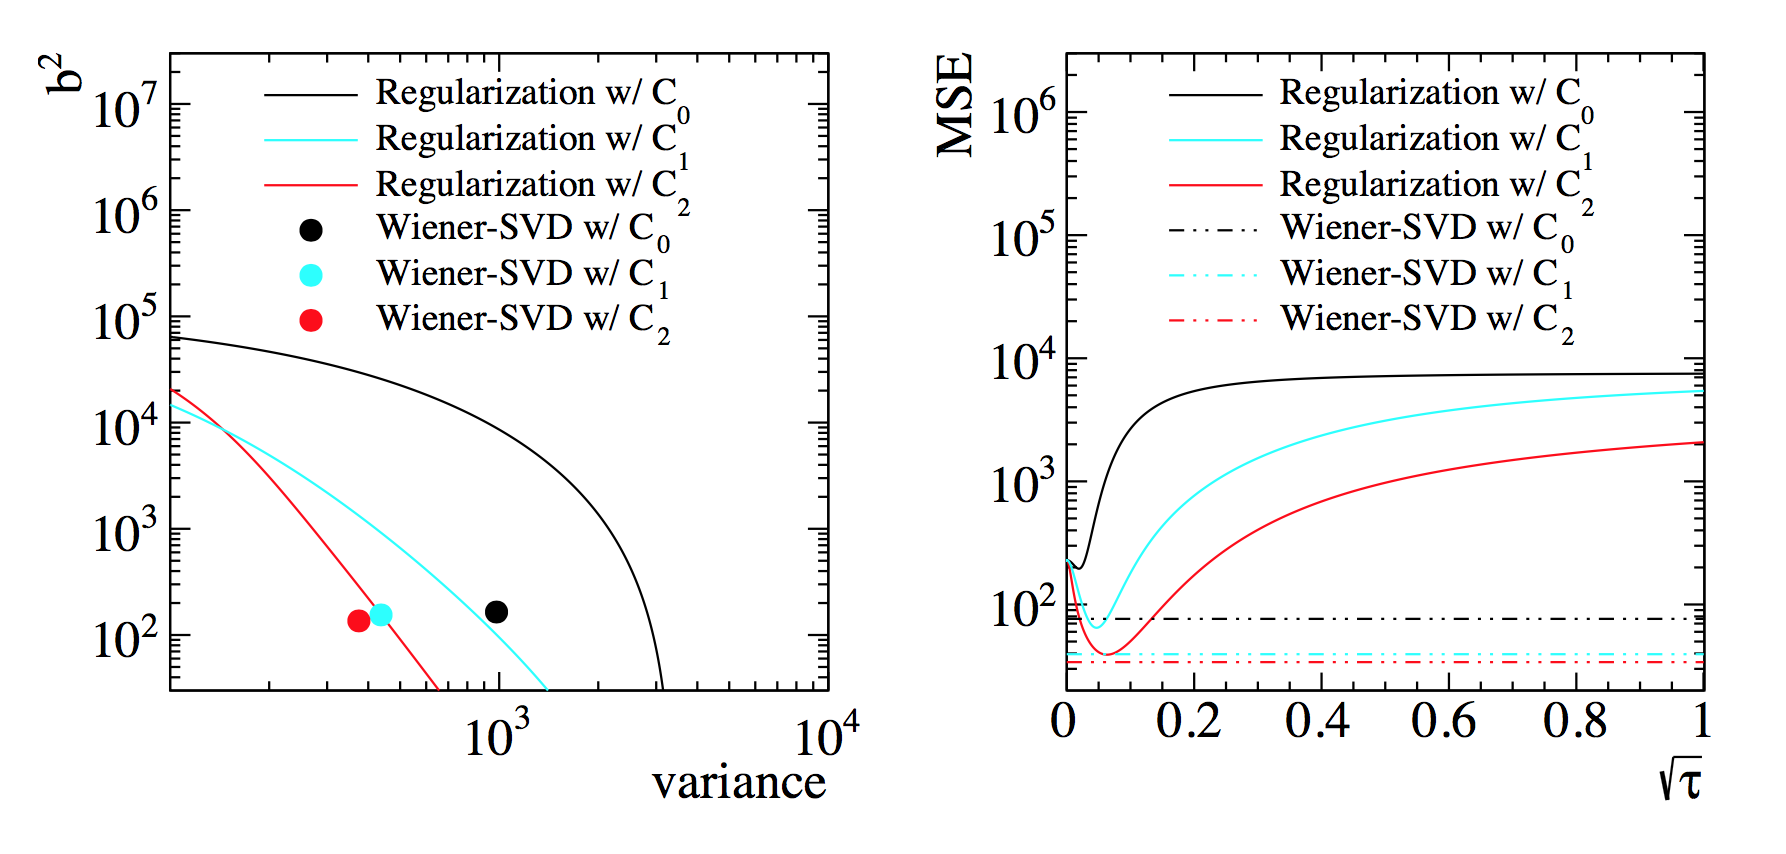 b²
10⁷
10⁶
10⁵
10⁴
10³
10²
Regularization w/ C₀
Regularization w/ C₁
Regularization w/ C₂
Wiener-SVD w/ C₀
Wiener-SVD w/ C₁
Wiener-SVD w/ C₂
10³ 10⁴
variance
MSE
10⁶
10⁵
10⁴
10³
10²
Regularization w/ C₀
Regularization w/ C₁
Regularization w/ C₂
Wiener-SVD w/ C₀
Wiener-SVD w/ C₁
Wiener-SVD w/ C₂
0 0.2 0.4 0.6 0.8 1
√τ